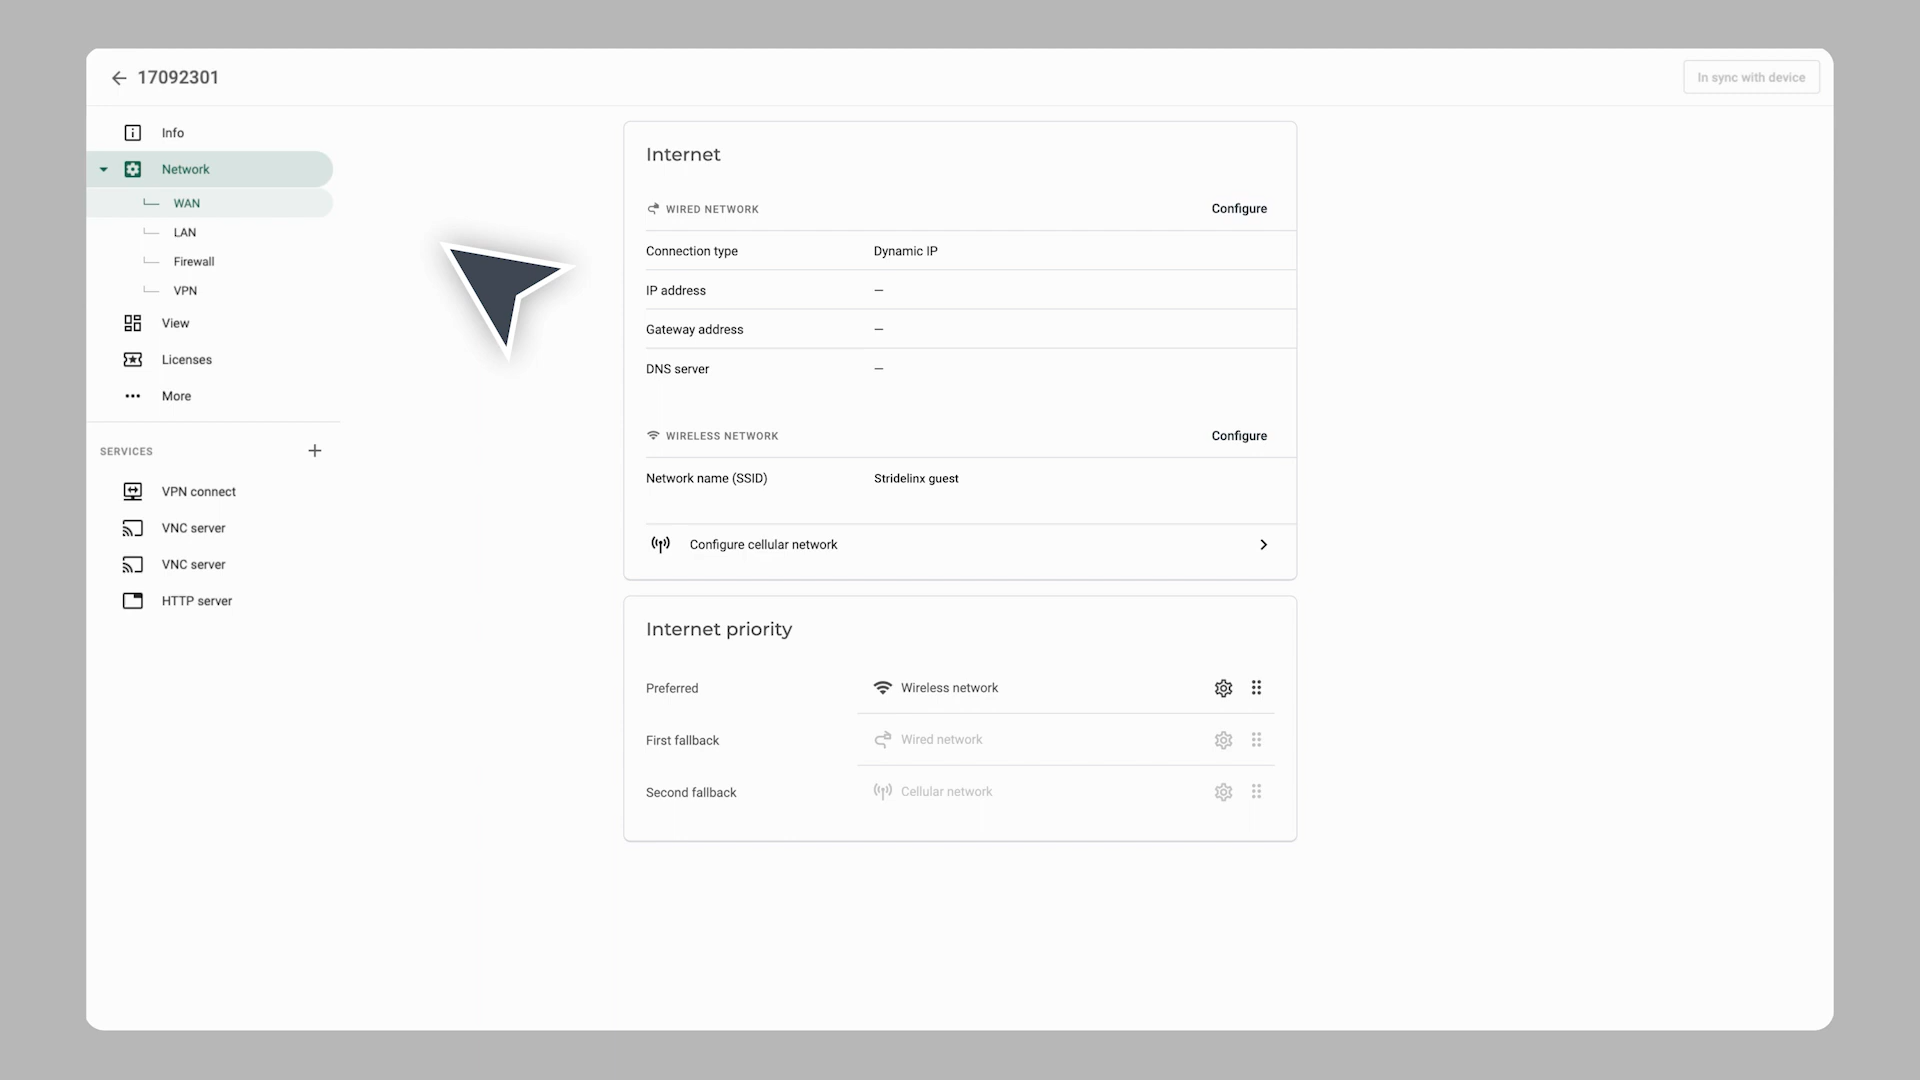 17092301
In sync with device
Info
Network
WAN
LAN
Firewall
VPN
View
Licenses
More
SERVICES
VPN connect
VNC server
VNC server
HTTP server
Internet
WIRED NETWORK Configure
Connection type Dynamic IP
IP address —
Gateway address —
DNS server —
WIRELESS NETWORK Configure
Network name (SSID) Stridelinx guest
Configure cellular network
Internet priority
Preferred Wireless network
First fallback Wired network
Second fallback Cellular network